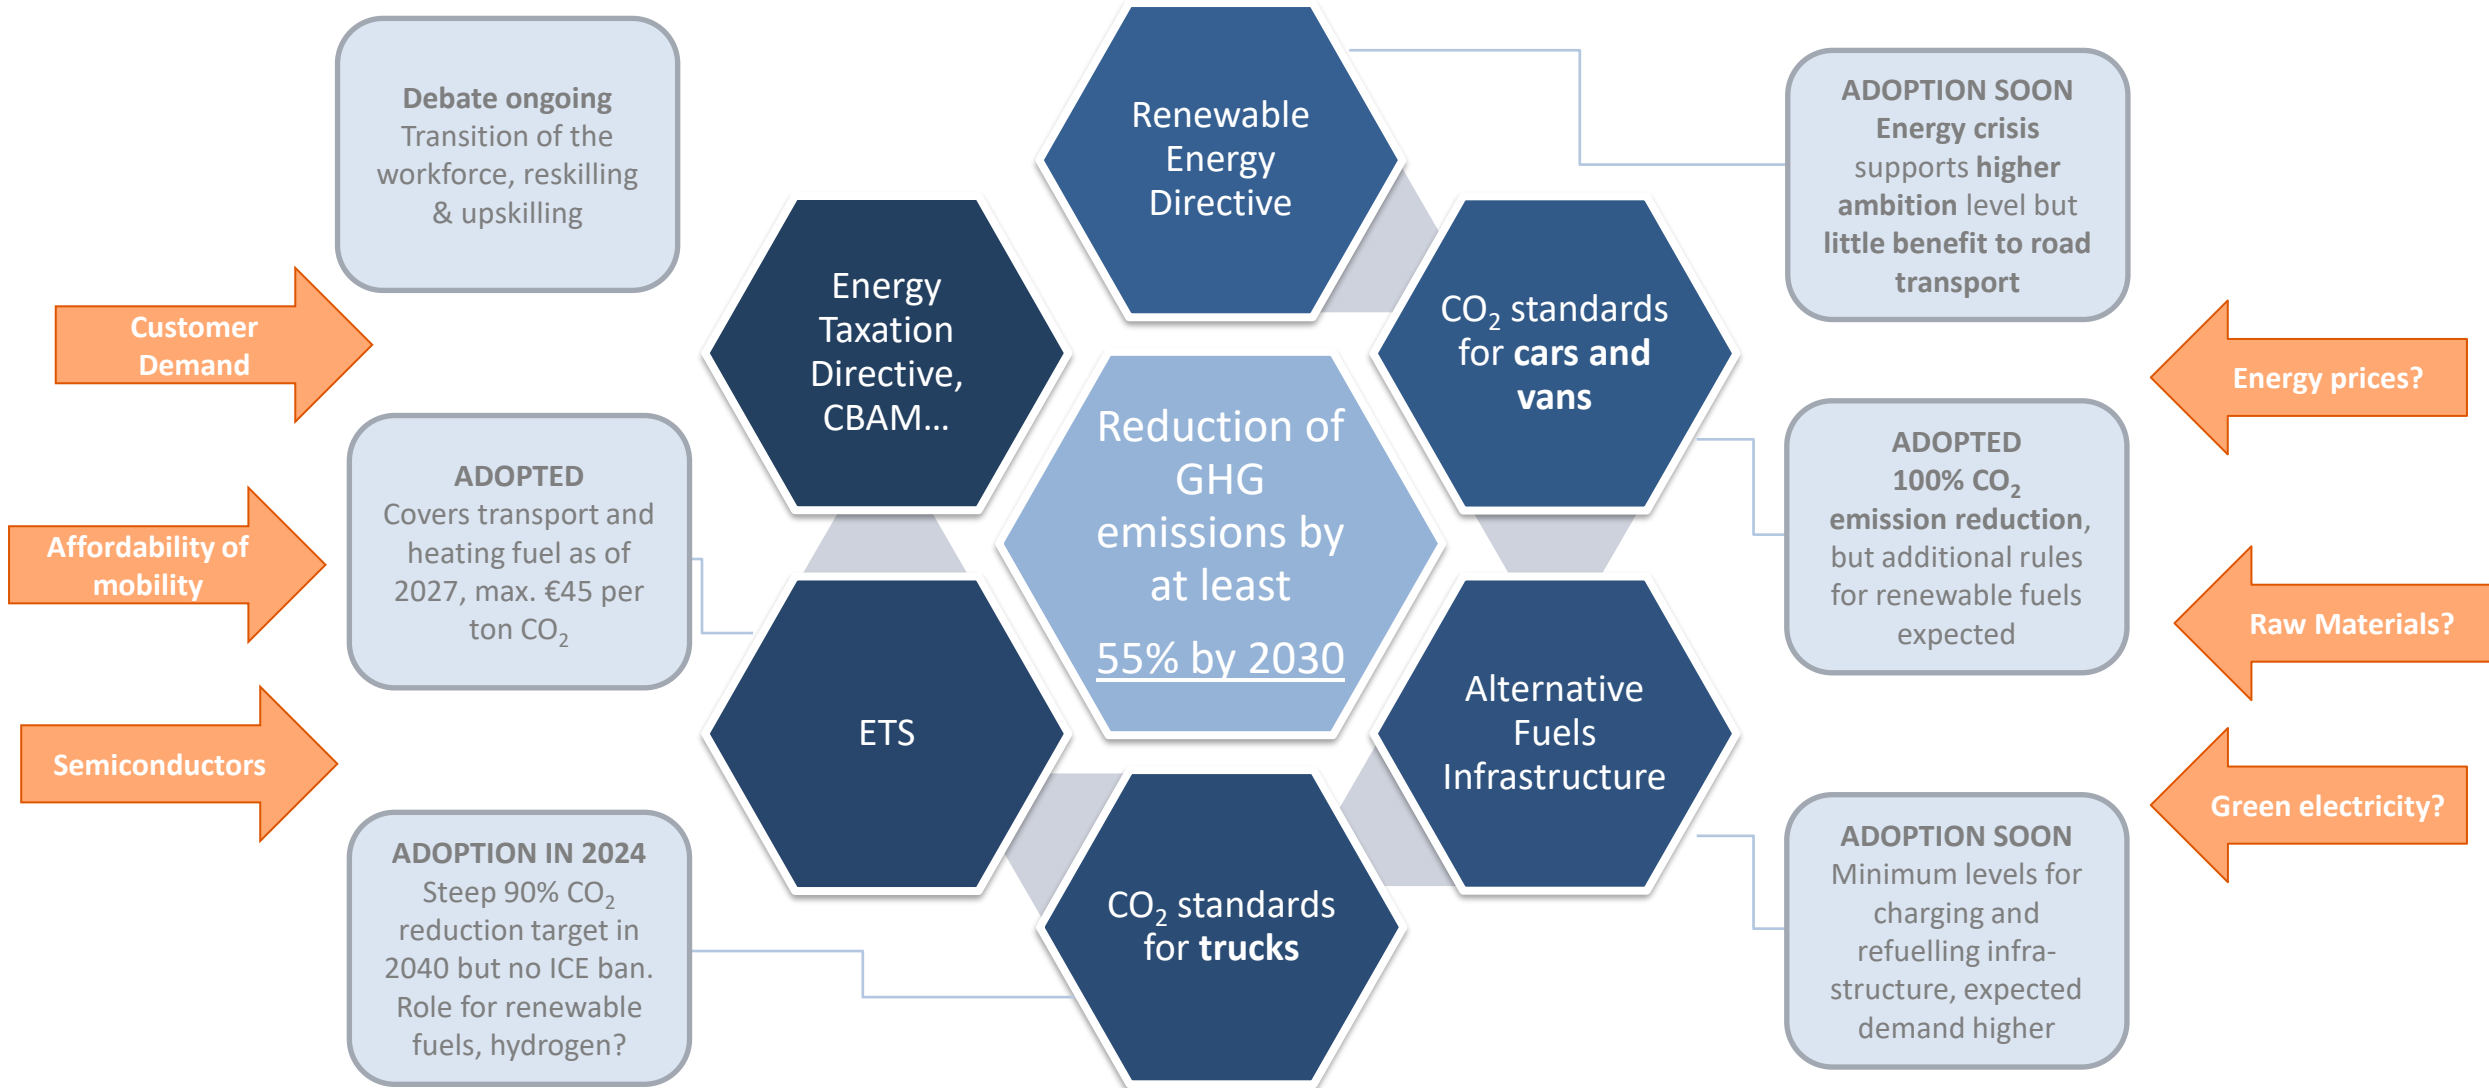 Debate ongoing
Transition of the
workforce, reskilling
& upskilling
Customer
Demand
ADOPTED
Covers transport and
heating fuel as of
2027, max. €45 per
ton CO₂
Affordability of
mobility
Semiconductors
ADOPTION IN 2024
Steep 90% CO₂
reduction target in
2040 but no ICE ban.
Role for renewable
fuels, hydrogen?
Renewable
Energy
Directive
Energy
Taxation
Directive,
CBAM...
CO₂ standards
for cars and
vans
Reduction of
GHG
emissions by
at least
55% by 2030
ETS
Alternative
Fuels
Infrastructure
CO₂ standards
for trucks
ADOPTION SOON
Energy crisis
supports higher
ambition level but
little benefit to road
transport
Energy prices?
ADOPTED
100% CO₂
emission reduction,
but additional rules
for renewable fuels
expected
Raw Materials?
Green electricity?
ADOPTION SOON
Minimum levels for
charging and
refuelling infra-
structure, expected
demand higher